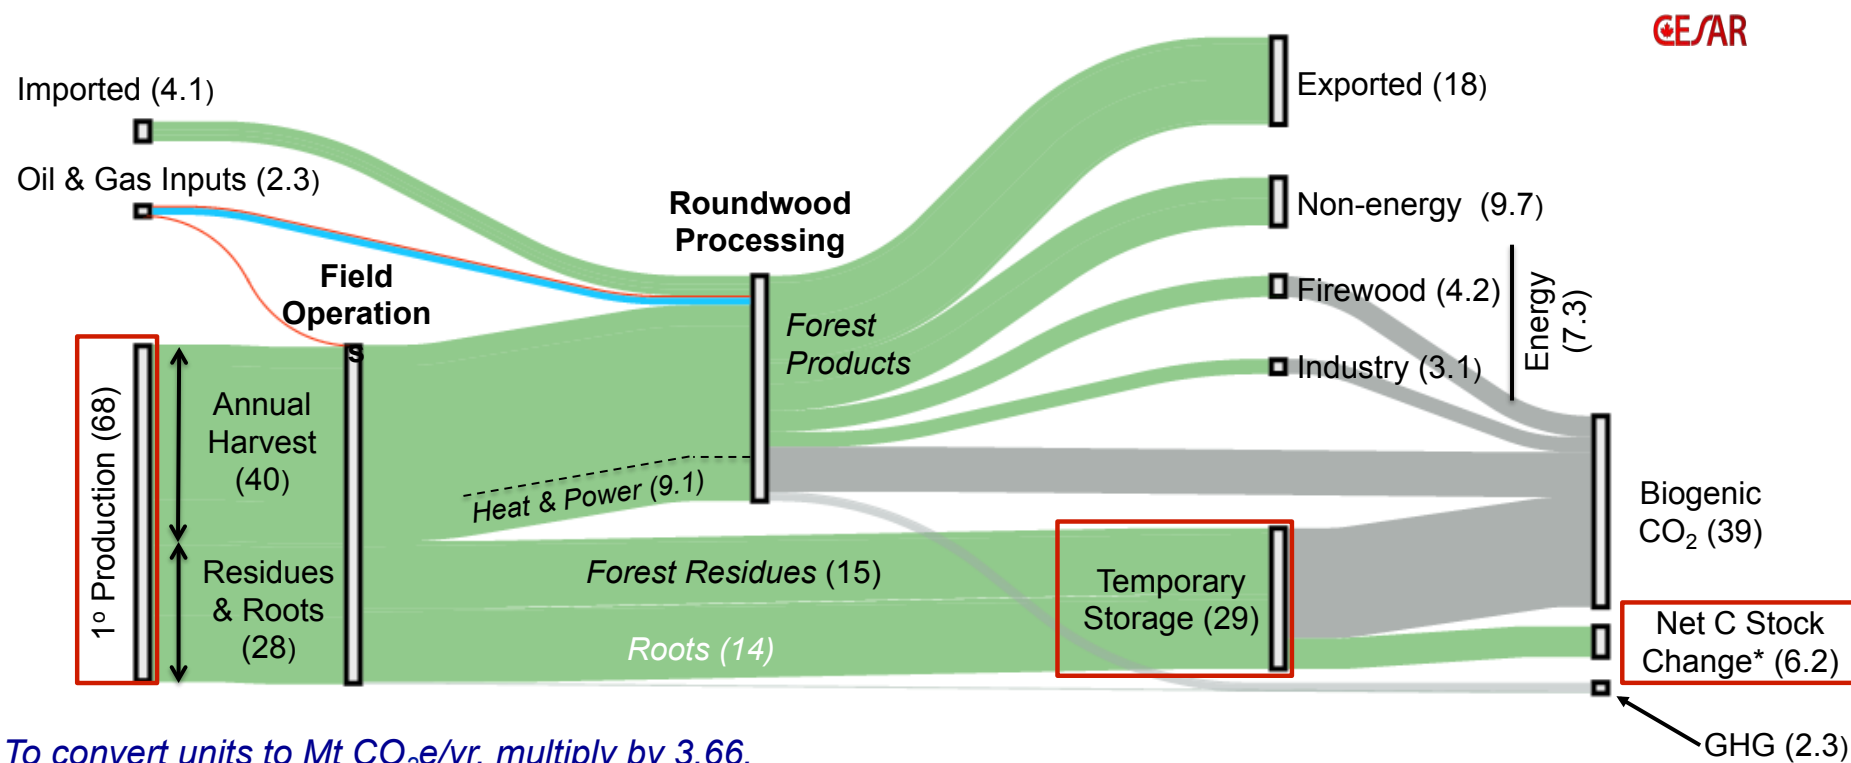 CESAR
Imported (4.1)
Exported (18)
Oil & Gas Inputs (2.3)
Roundwood
Processing
Non-energy (9.7)
Field
Operation
s
Firewood (4.2)
Energy
(7.3)
Forest
Products
Industry (3.1)
1º Production (68)
Annual
Harvest
(40)
Heat & Power (9.1)
Biogenic
CO₂ (39)
Residues
& Roots
(28)
Forest Residues (15)
Temporary
Storage (29)
Roots (14)
Net C Stock
Change* (6.2)
GHG (2.3)
To convert units to Mt CO₂e/yr, multiply by 3.66.